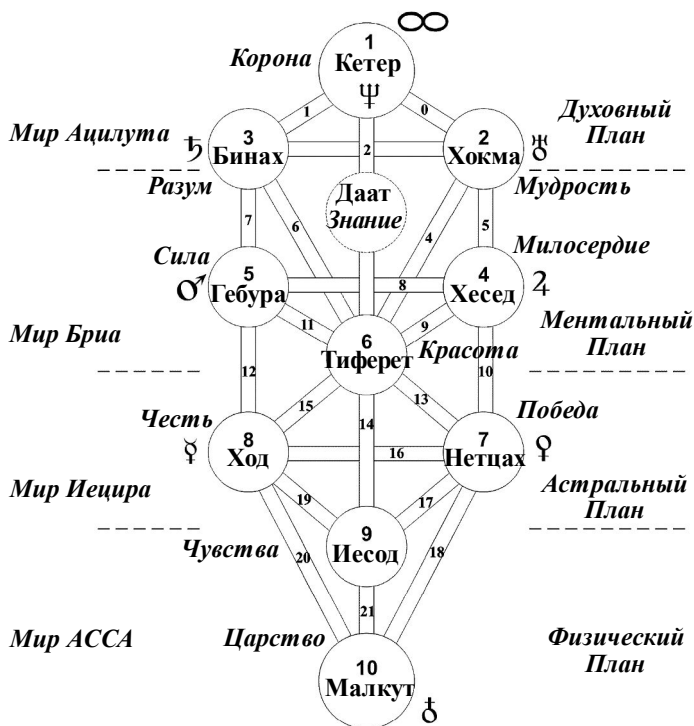 ∞
1
Корона
Кетер
♆
1
0
Мир Ацилута
Духовный
План
♄
3
Бинах
2
2
Хокма
♅
Разум
Мудрость
Даат
Знание
7
6
4
5
Сила
Милосердие
♂
5
Гебура
8
4
Хесед
♃
11
9
Мир Бриа
6
Тиферет
Красота
Ментальный
План
12
10
15
13
Честь
Победа
14
☿
8
Ход
16
7
Нетцах
♀
Мир Иецира
19
17
Астральный
План
Чувства
20
9
Иесод
18
21
Мир АССА
Царство
10
Малкут
♁
Физический
План